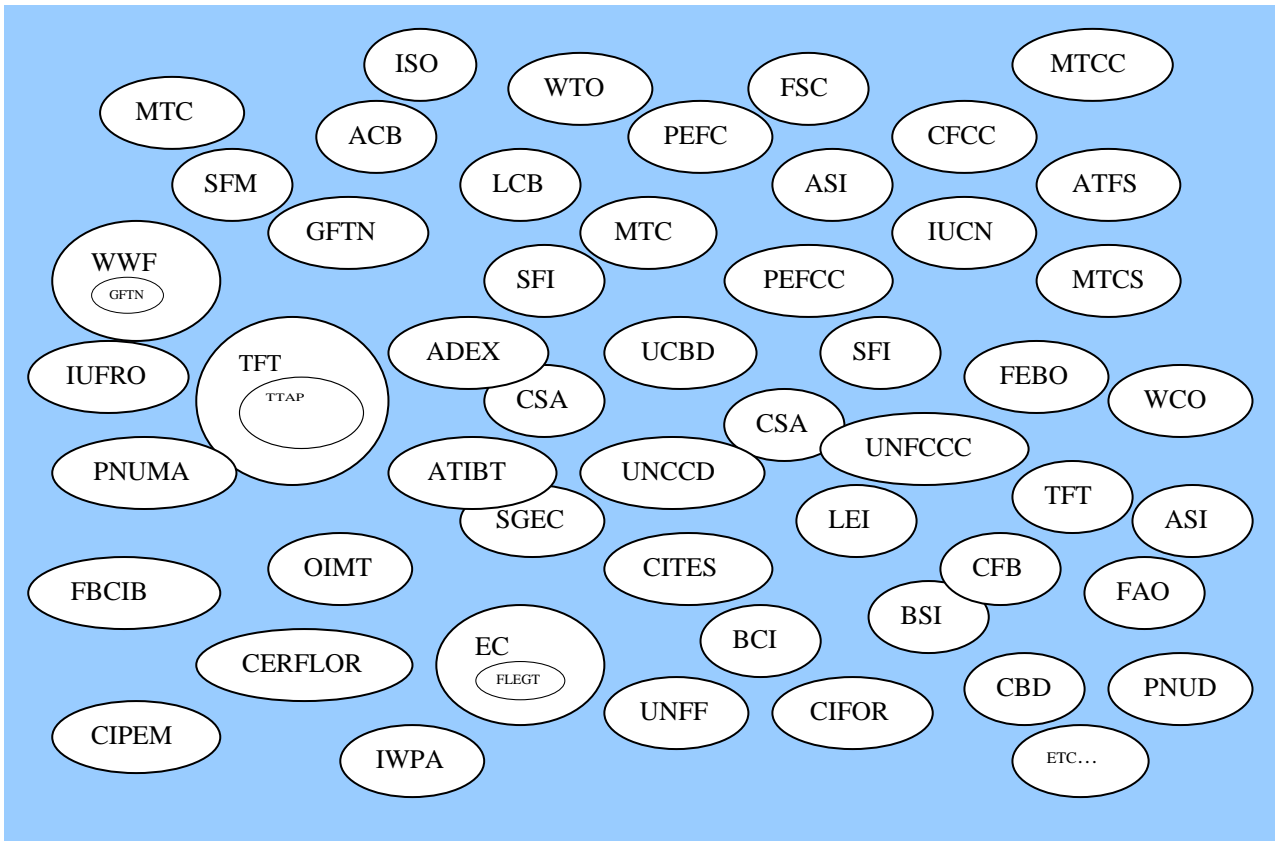 ISO
MTCC
WTO
FSC
MTC
ACB
PEFC
CFCC
SFM
LCB
ASI
ATFS
GFTN
MTC
IUCN
WWF
GFTN
SFI
PEFCC
MTCS
ADEX
UCBD
SFI
TFT
TTAP
IUFRO
FEBO
CSA
WCO
CSA
UNFCCC
PNUMA
ATIBT
UNCCD
TFT
SGEC
LEI
ASI
OIMT
CITES
CFB
FBCIB
FAO
BSI
BCI
EC
FLEGT
CERFLOR
CBD
PNUD
UNFF
CIFOR
CIPEM
IWPA
ETC…